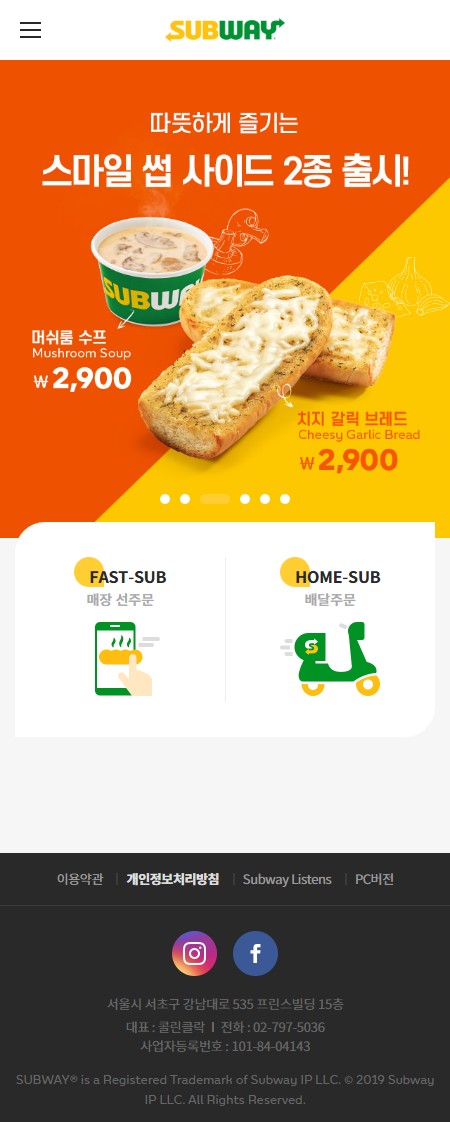 SUBWAY
따뜻하게 즐기는
스마일 썹 사이드 2종 출시!
SUBWAY
머쉬룸 수프
Mushroom Soup
₩2,900
치지 갈릭 브레드
Cheesy Garlic Bread
₩2,900
FAST-SUB
매장 선주문
HOME-SUB
배달주문
S
이용약관 | 개인정보처리방침 | Subway Listens | PC버전
서울시 서초구 강남대로 535 프린스빌딩 15층
대표 : 콜린클락 I 전화 : 02-797-5036
사업자등록번호 : 101-84-04143
SUBWAY® is a Registered Trademark of Subway IP LLC. © 2019 Subway
IP LLC. All Rights Reserved.